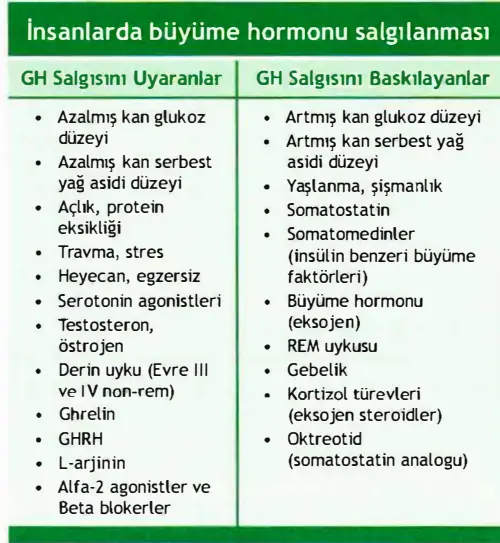 İnsanlarda büyüme hormonu salgılanması
GH Salgısını Uyaranlar
• Azalmış kan glukoz
düzeyi
• Azalmış kan serbest
yağ asidi düzeyi
• Açlık, protein
eksikliği
• Travma, stres
• Heyecan, egzersiz
• Serotonin agonistleri
• Testosteron,
östrojen
• Derin uyku (Evre III
ve IV non-rem)
• Ghrelin
• GHRH
• L-arjinin
• Alfa-2 agonistler ve
Beta blokerler
GH Salgısını Baskılayanlar
• Artmış kan glukoz düzeyi
• Artmış kan serbest yağ
asidi düzeyi
• Yaşlanma, şişmanlık
• Somatostatin
• Somatomedinler
(insülin benzeri büyüme
faktörleri)
• Büyüme hormonu
(eksojen)
• REM uykusu
• Gebelik
• Kortizol türevleri
(eksojen steroidler)
• Oktreotid
(somatostatin analogu)